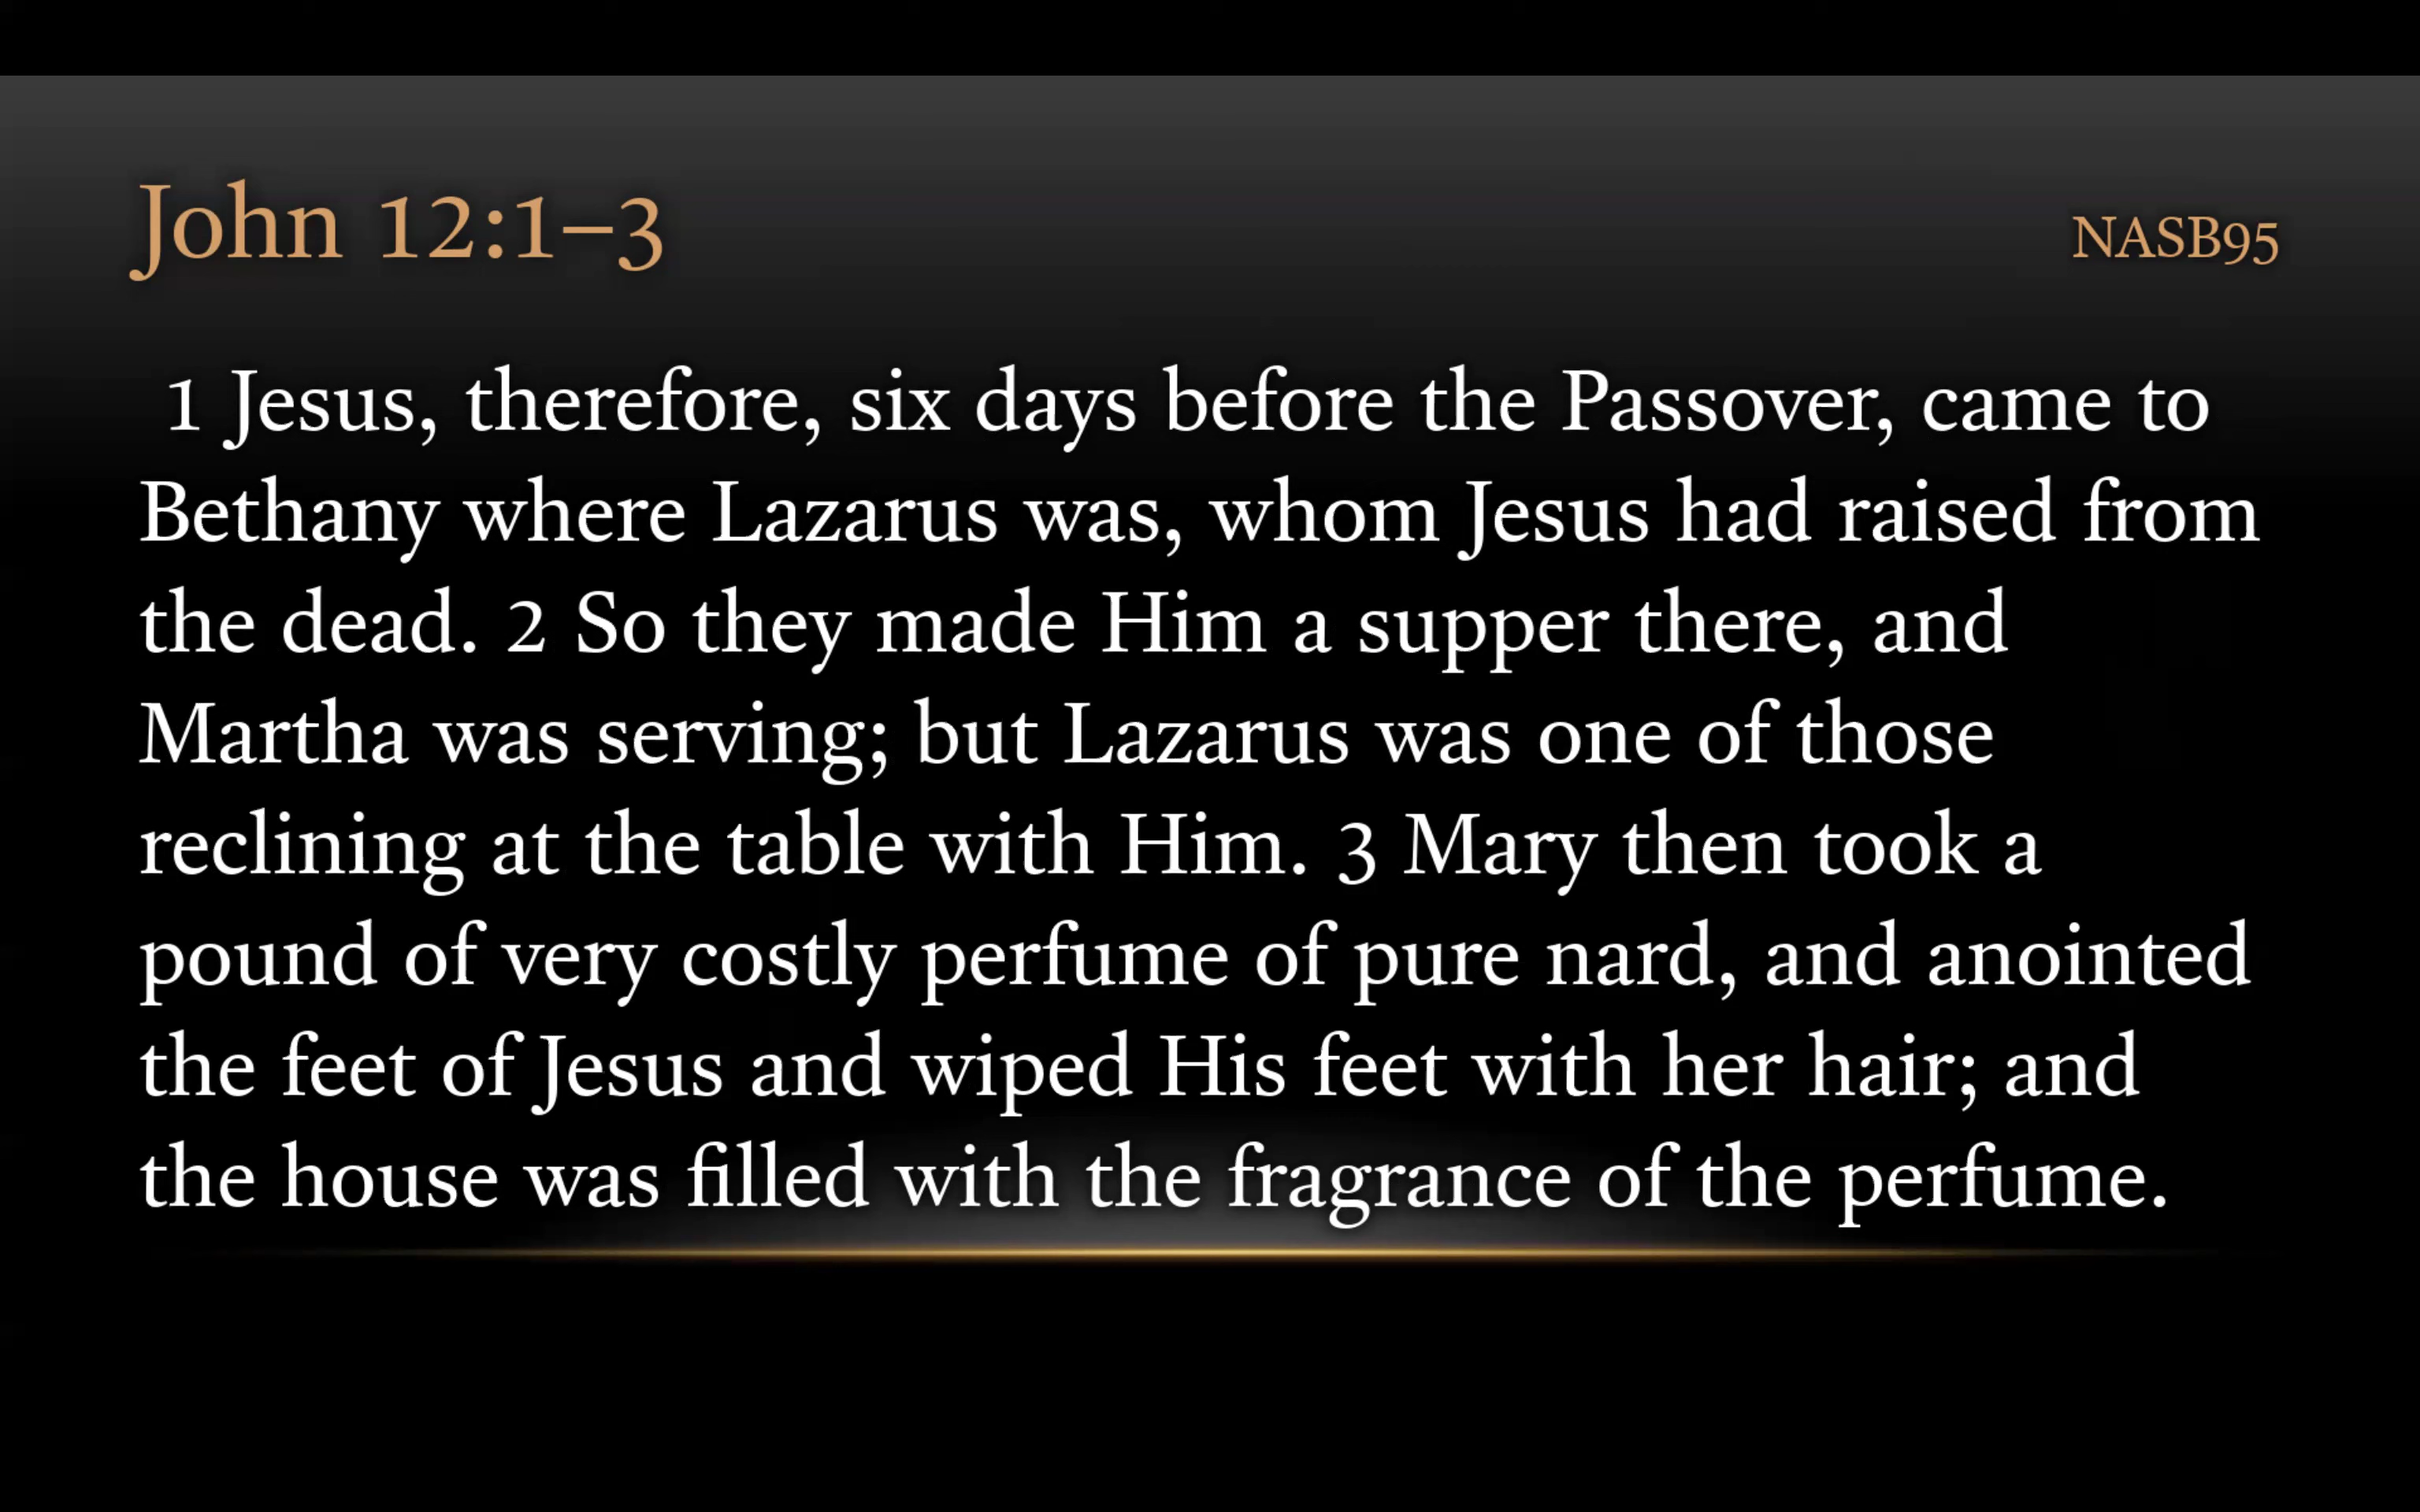 John 12:1–3
NASB95
1 Jesus, therefore, six days before the Passover, came to
Bethany where Lazarus was, whom Jesus had raised from
the dead. 2 So they made Him a supper there, and
Martha was serving; but Lazarus was one of those
reclining at the table with Him. 3 Mary then took a
pound of very costly perfume of pure nard, and anointed
the feet of Jesus and wiped His feet with her hair; and
the house was filled with the fragrance of the perfume.